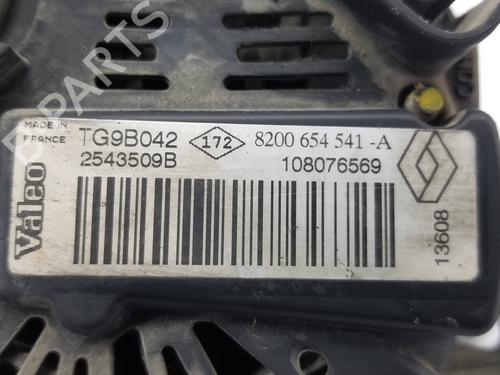 MADE IN
FRANCE
TG9B042 172 8200 654 541 -A
2543509B 108076569
Valeo
13608
PARTS